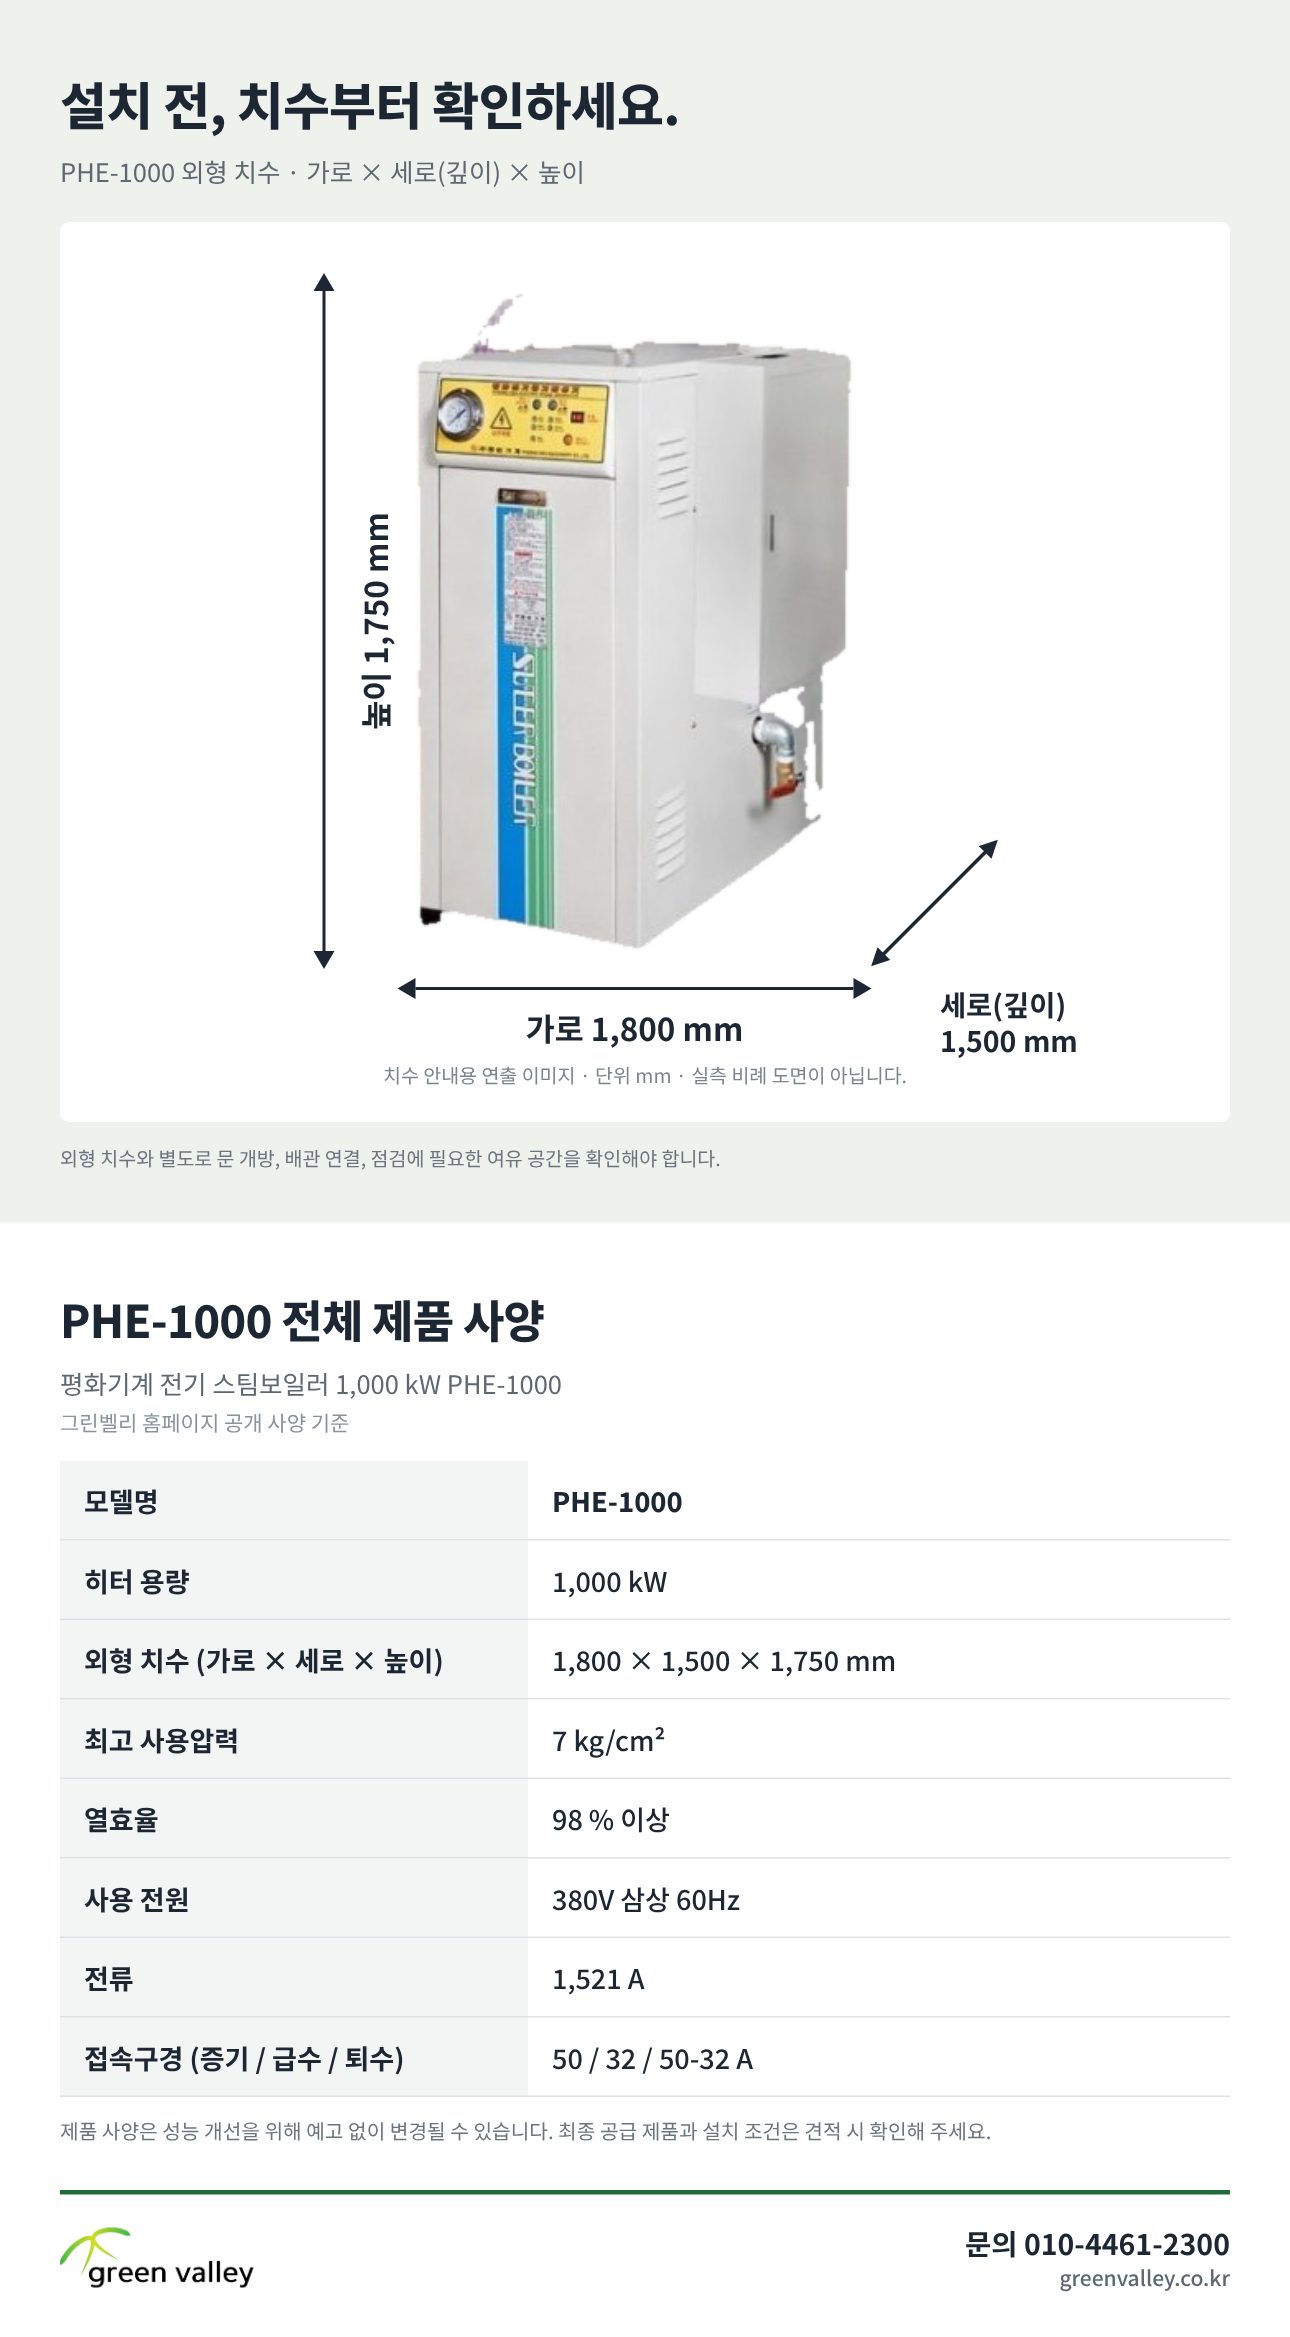 설치 전, 치수부터 확인하세요.
PHE-1000 외형 치수 · 가로 × 세로(깊이) × 높이
높이 1,750 mm
STEER BOILER
가로 1,800 mm
세로(깊이)
1,500 mm
치수 안내용 연출 이미지 · 단위 mm · 실측 비례 도면이 아닙니다.
외형 치수와 별도로 문 개방, 배관 연결, 점검에 필요한 여유 공간을 확인해야 합니다.
PHE-1000 전체 제품 사양
평화기계 전기 스팀보일러 1,000 kW PHE-1000
그린벨리 홈페이지 공개 사양 기준
모델명 PHE-1000
히터 용량 1,000 kW
외형 치수 (가로 × 세로 × 높이) 1,800 × 1,500 × 1,750 mm
최고 사용압력 7 kg/cm²
열효율 98 % 이상
사용 전원 380V 삼상 60Hz
전류 1,521 A
접속구경 (증기 / 급수 / 퇴수) 50 / 32 / 50-32 A
제품 사양은 성능 개선을 위해 예고 없이 변경될 수 있습니다. 최종 공급 제품과 설치 조건은 견적 시 확인해 주세요.
green valley
문의 010-4461-2300
greenvalley.co.kr